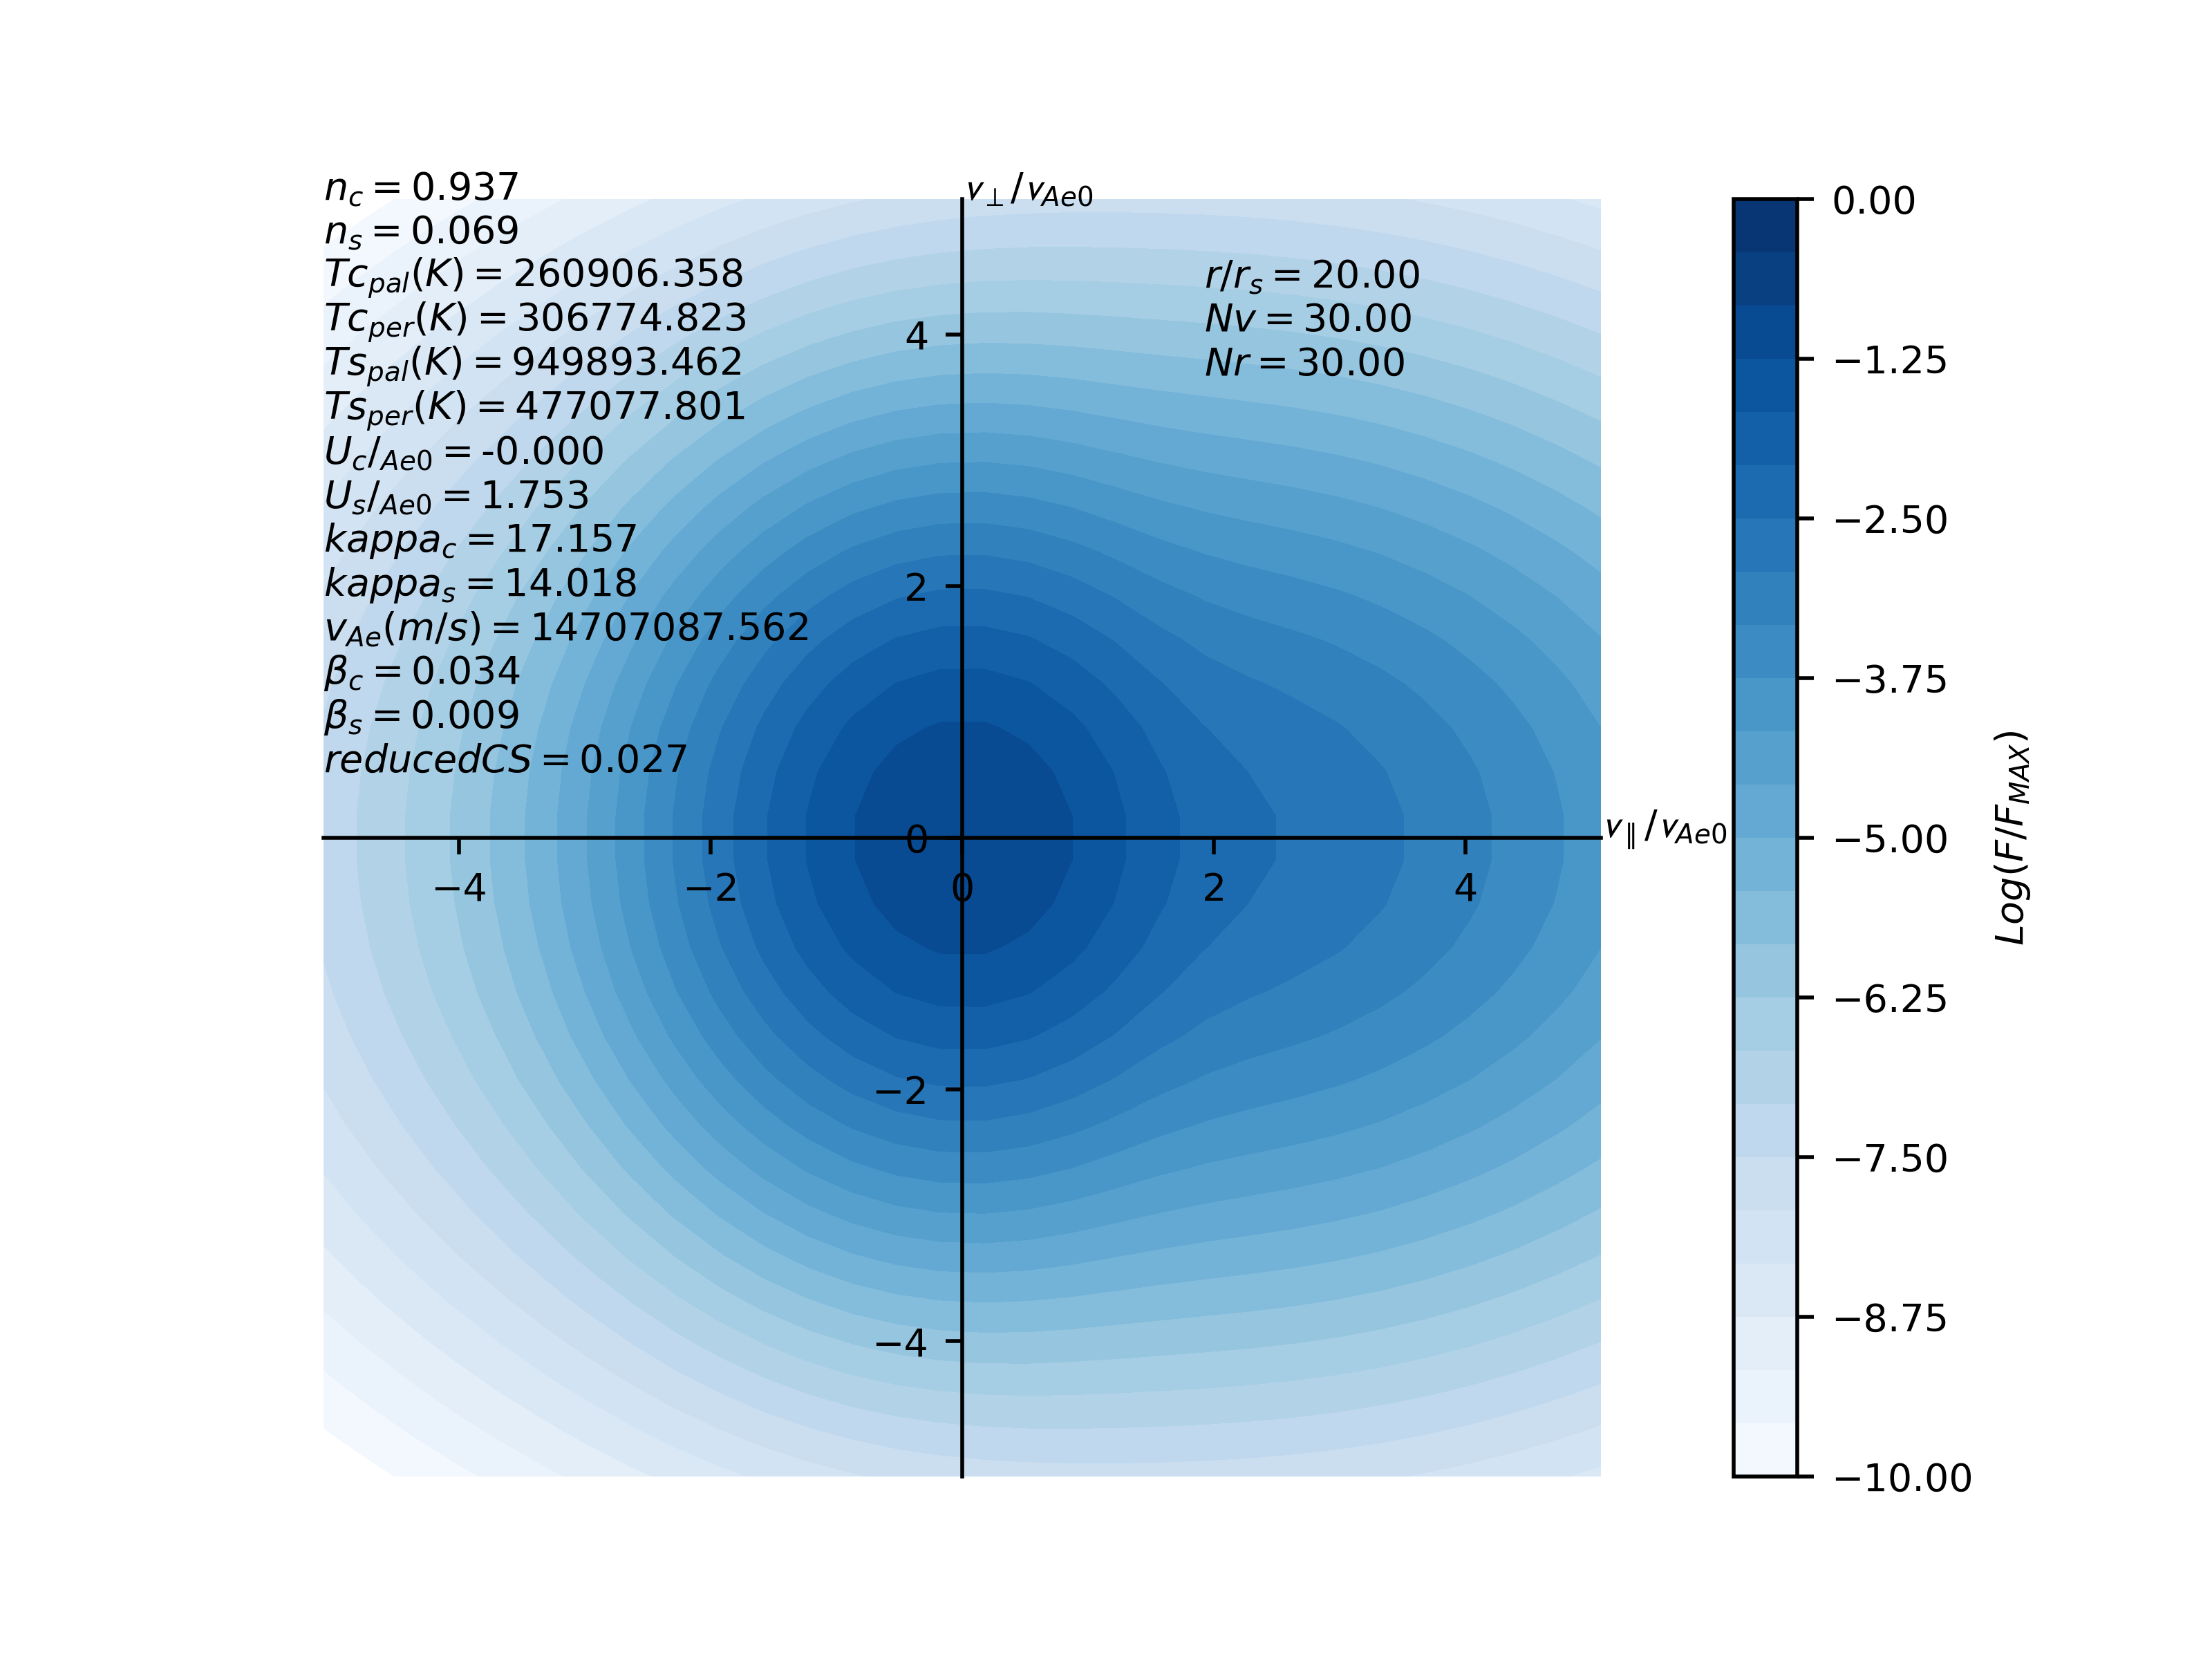 n_c = 0.937
n_s = 0.069
Tc_pal(K) = 260906.358
Tc_per(K) = 306774.823
Ts_pal(K) = 949893.462
Ts_per(K) = 477077.801
U_c/_Ae0 = -0.000
U_s/_Ae0 = 1.753
kappa_c = 17.157
kappa_s = 14.018
v_Ae(m/s) = 14707087.562
β_c = 0.034
β_s = 0.009
reducedCS = 0.027
v_⊥/v_Ae0
r/r_s = 20.00
Nv = 30.00
Nr = 30.00
4
2
0
−2
−4
−4
−2
0
2
4
v_∥/v_Ae0
0.00
−1.25
−2.50
−3.75
−5.00
−6.25
−7.50
−8.75
−10.00
Log(F/F_MAX)